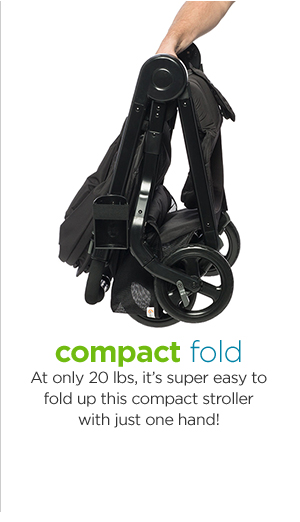 compact fold
At only 20 lbs, it's super easy to
fold up this compact stroller
with just one hand!